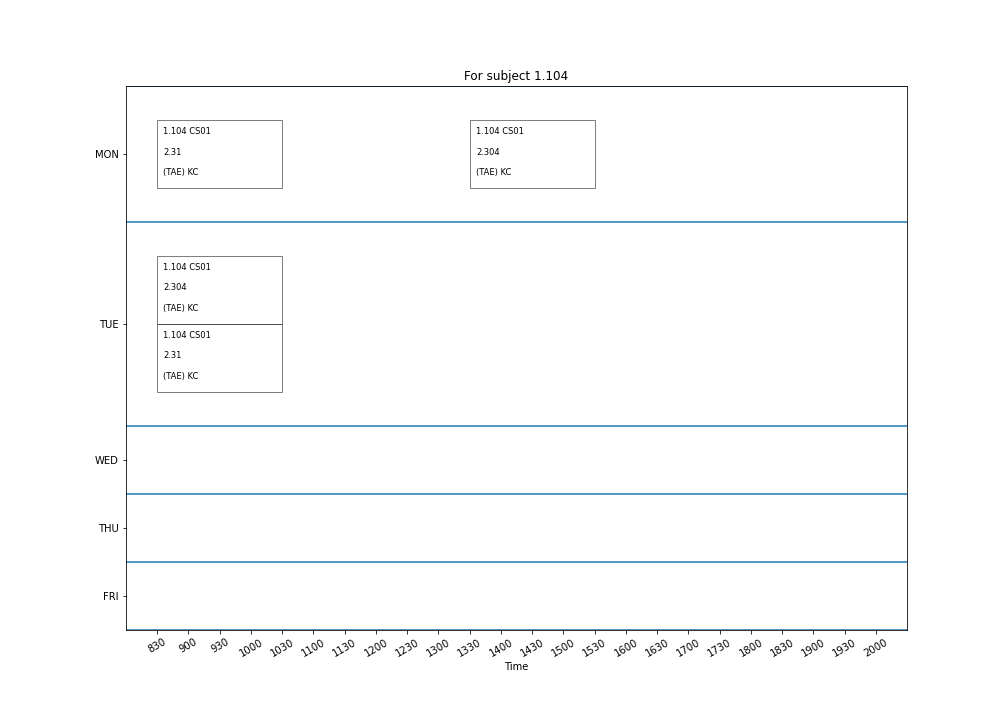 For subject 1.104
MON
1.104 CS01
2.31
(TAE) KC
1.104 CS01
2.304
(TAE) KC
TUE
1.104 CS01
2.304
(TAE) KC
1.104 CS01
2.31
(TAE) KC
WED
THU
FRI
830 900 930 1000 1030 1100 1130 1200 1230 1300 1330 1400 1430 1500 1530 1600 1630 1700 1730 1800 1830 1900 1930 2000
Time